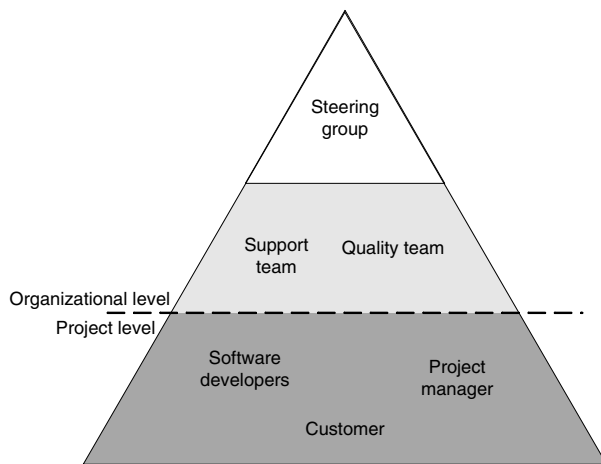 Steering
group
Support
team
Quality team
Organizational level
Project level
Software
developers
Project
manager
Customer